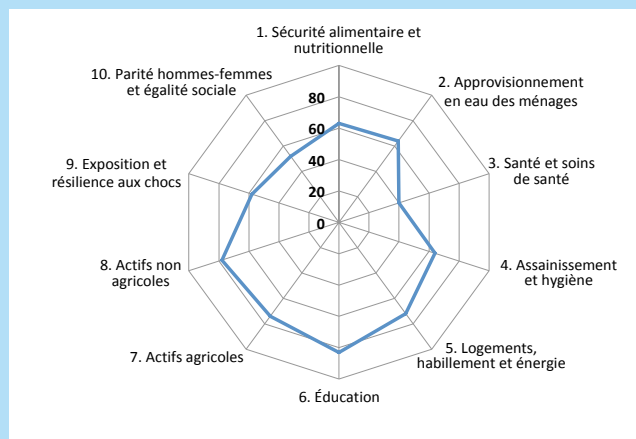 1. Sécurité alimentaire et
nutritionnelle
10. Parité hommes-femmes
et égalité sociale
2. Approvisionnement
en eau des ménages
80
60
40
20
0
9. Exposition et
résilience aux chocs
3. Santé et soins
de santé
8. Actifs non
agricoles
4. Assainissement
et hygiène
7. Actifs agricoles
5. Logements,
habillement et énergie
6. Éducation